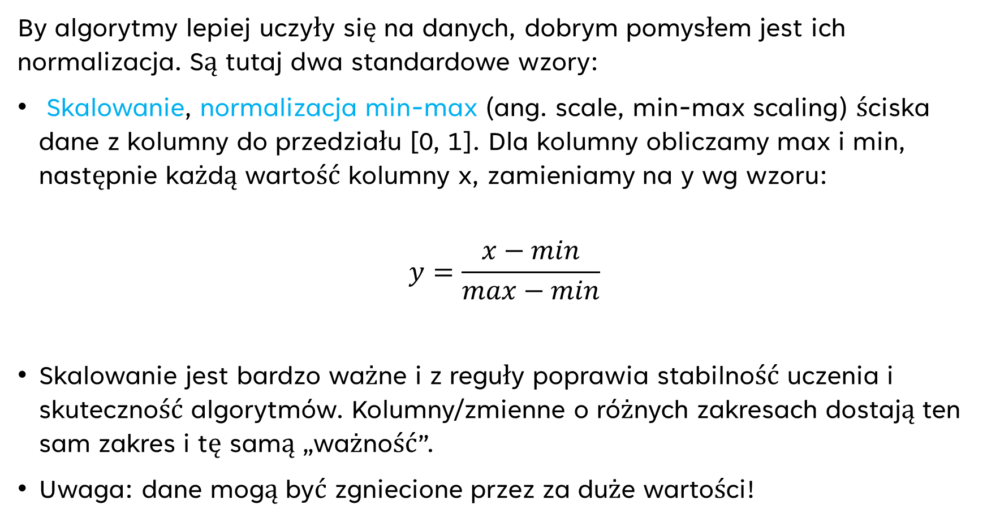 By algorytmy lepiej uczyły się na danych, dobrym pomysłem jest ich
normalizacja. Są tutaj dwa standardowe wzory:
• Skalowanie, normalizacja min-max (ang. scale, min-max scaling) ściska
dane z kolumny do przedziału [0, 1]. Dla kolumny obliczamy max i min,
następnie każdą wartość kolumny x, zamieniamy na y wg wzoru:
y = (x − min) / (max − min)
• Skalowanie jest bardzo ważne i z reguły poprawia stabilność uczenia i
skuteczność algorytmów. Kolumny/zmienne o różnych zakresach dostają ten
sam zakres i tę samą „ważność”.
• Uwaga: dane mogą być zgniecione przez za duże wartości!